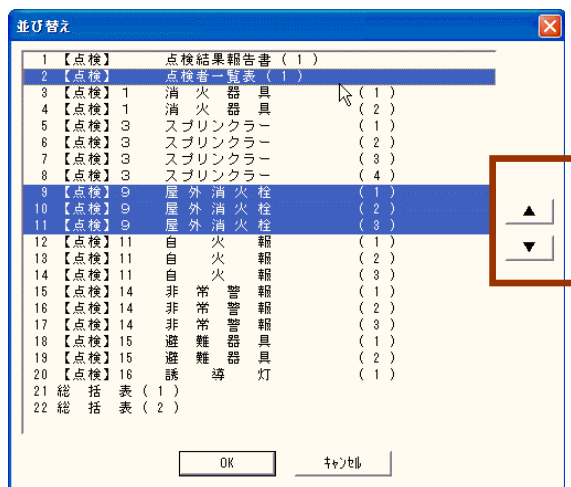 並び替え
1 【点検】 点検結果報告書(1)
2 【点検】 点検者一覧表(1)
3 【点検】1 消火器具 (1)
4 【点検】1 消火器具 (2)
5 【点検】3 スプリンクラー (1)
6 【点検】3 スプリンクラー (2)
7 【点検】3 スプリンクラー (3)
8 【点検】3 スプリンクラー (4)
9 【点検】9 屋外消火栓 (1)
10 【点検】9 屋外消火栓 (2)
11 【点検】9 屋外消火栓 (3)
12 【点検】11 自火報 (1)
13 【点検】11 自火報 (2)
14 【点検】11 自火報 (3)
15 【点検】14 非常警報 (1)
16 【点検】14 非常警報 (2)
17 【点検】14 非常警報 (3)
18 【点検】15 避難器具 (1)
19 【点検】15 避難器具 (2)
20 【点検】16 誘導灯 (1)
21 総括表(1)
22 総括表(2)
▲
▼
OK キャンセル